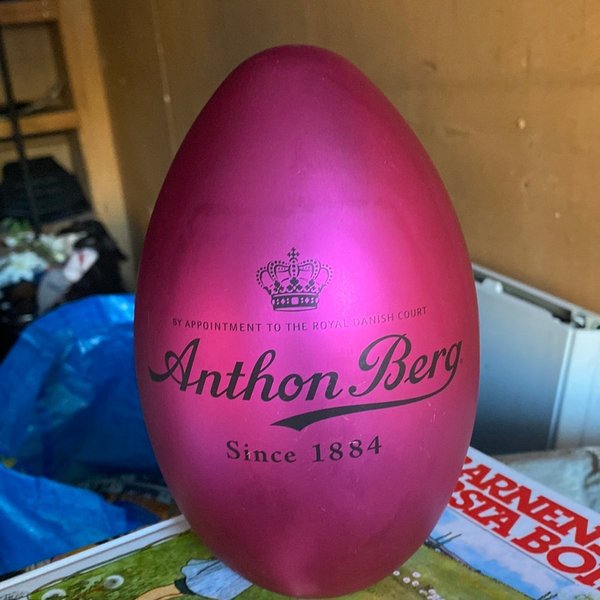 BY APPOINTMENT TO THE ROYAL DANISH COURT
Anthon Berg
Since 1884